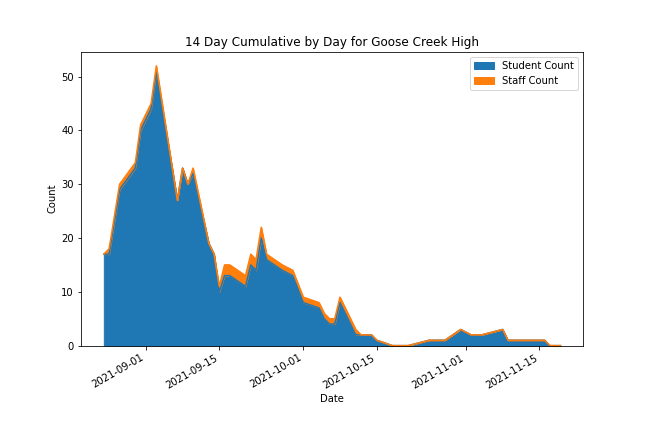 14 Day Cumulative by Day for Goose Creek High
Student Count
Staff Count
50
40
30
20
10
0
Count
2021-09-01
2021-09-15
2021-10-01
2021-10-15
2021-11-01
2021-11-15
Date